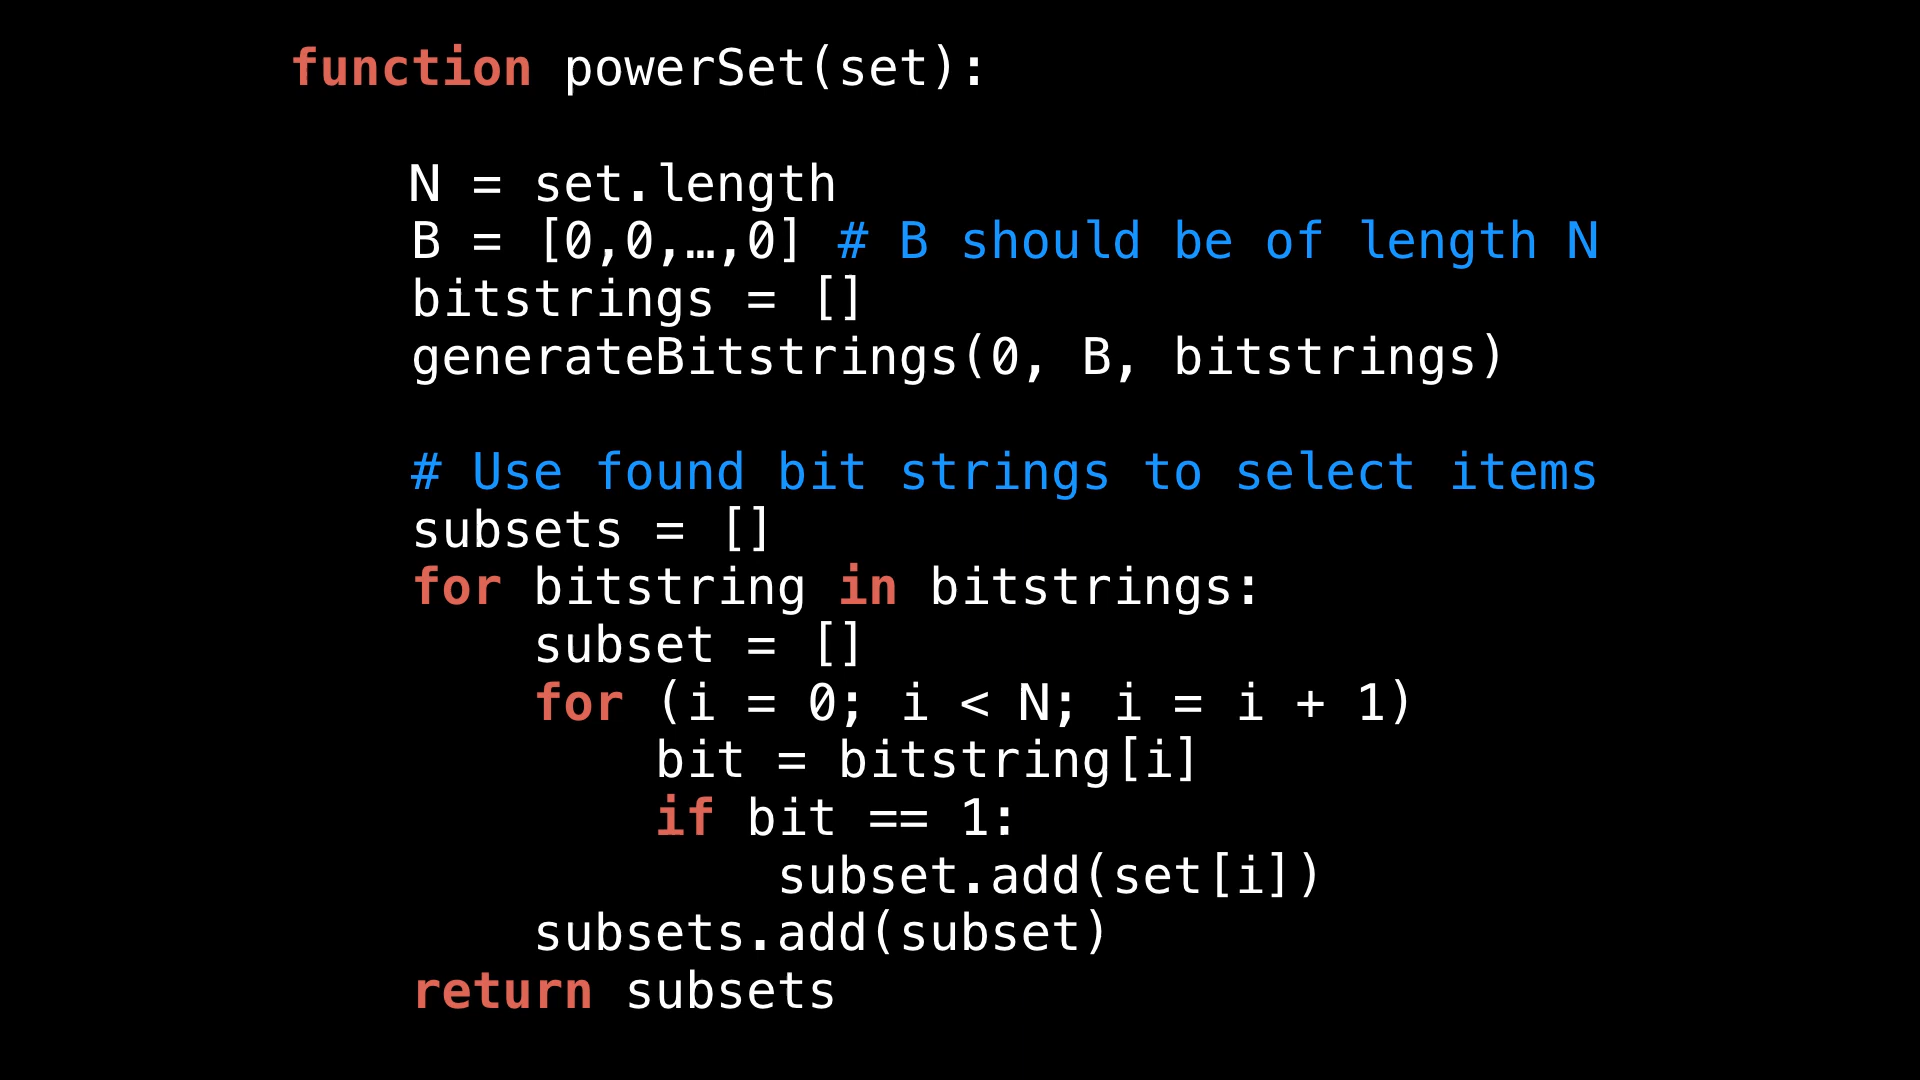 function powerSet(set):
N = set.length
B = [0,0,…,0] # B should be of length N
bitstrings = []
generateBitstrings(0, B, bitstrings)
# Use found bit strings to select items
subsets = []
for bitstring in bitstrings:
subset = []
for (i = 0; i < N; i = i + 1)
bit = bitstring[i]
if bit == 1:
subset.add(set[i])
subsets.add(subset)
return subsets